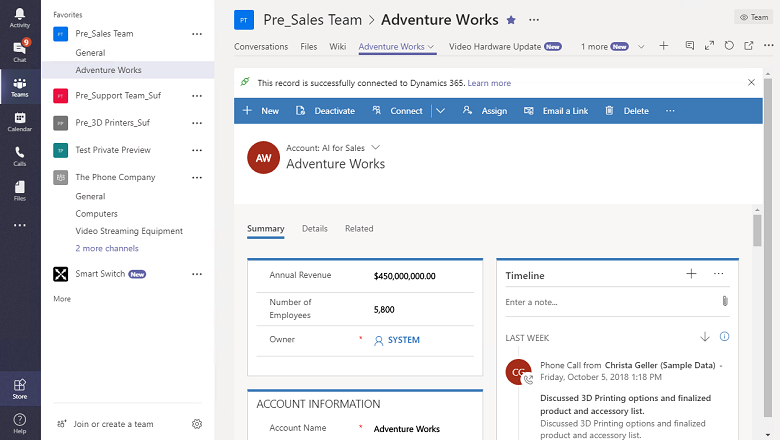 Activity
9
Chat
Teams
Calendar
Calls
Files
Store
Help
Favorites
PT Pre_Sales Team
General
Adventure Works
PT Pre_Support Team_Suf
PP Pre_3D Printers_Suf
TP Test Private Preview
The Phone Company
General
Computers
Video Streaming Equipment
2 more channels
Smart Switch New
More
Join or create a team
PT Pre_Sales Team > Adventure Works
Team
Conversations Files Wiki Adventure Works Video Hardware Update New 1 more New
This record is successfully connected to Dynamics 365. Learn more
New Deactivate Connect Assign Email a Link Delete
AW
Account: AI for Sales
Adventure Works
Summary Details Related
Annual Revenue $450,000,000.00
Number of
Employees
5,800
Owner * SYSTEM
ACCOUNT INFORMATION
Account Name * Adventure Works
Timeline
Enter a note...
LAST WEEK
CG
Phone Call from Christa Geller (Sample Data) -
Friday, October 5, 2018 1:18 PM
Discussed 3D Printing options and finalized
product and accessory list.
Discussed 3D Printing options and finalized
product and accessory list.